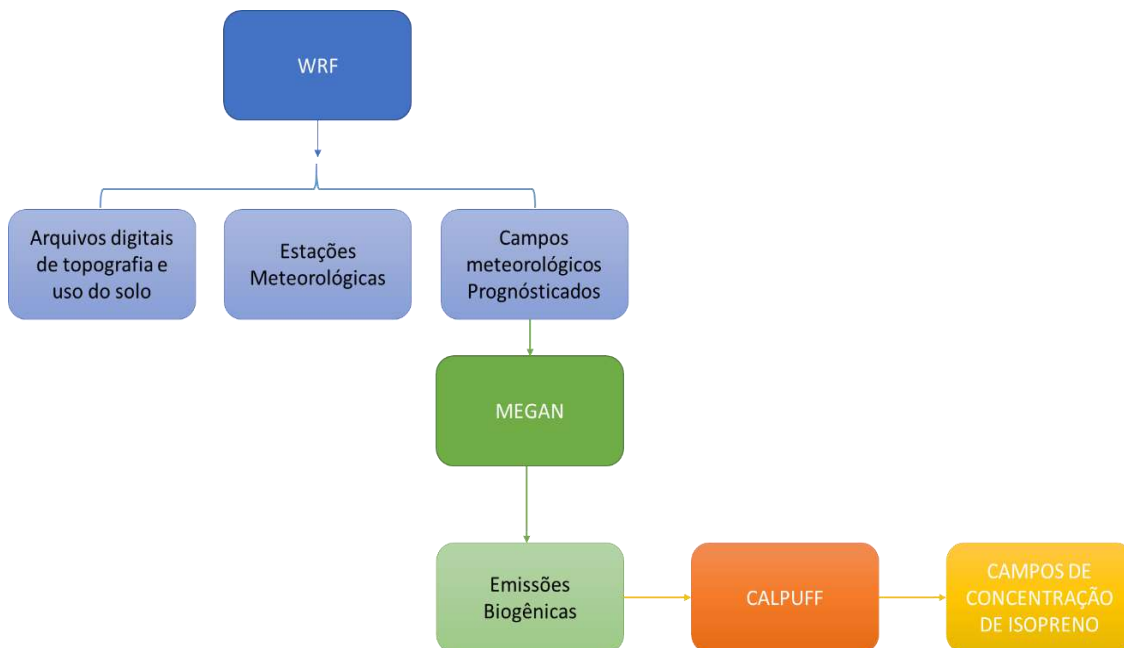 WRF
Arquivos digitais
de topografia e
uso do solo
Estações
Meteorológicas
Campos
meteorológicos
Prognósticados
MEGAN
Emissões
Biogênicas
CALPUFF
CAMPOS DE
CONCENTRAÇÃO
DE ISOPRENO